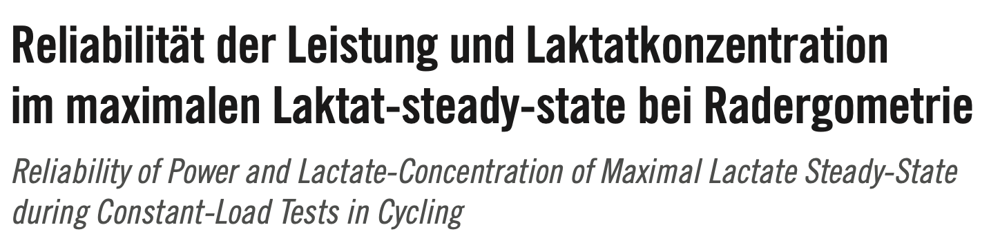 Reliabilität der Leistung und Laktatkonzentration
im maximalen Laktat-steady-state bei Radergometrie
Reliability of Power and Lactate-Concentration of Maximal Lactate Steady-State
during Constant-Load Tests in Cycling